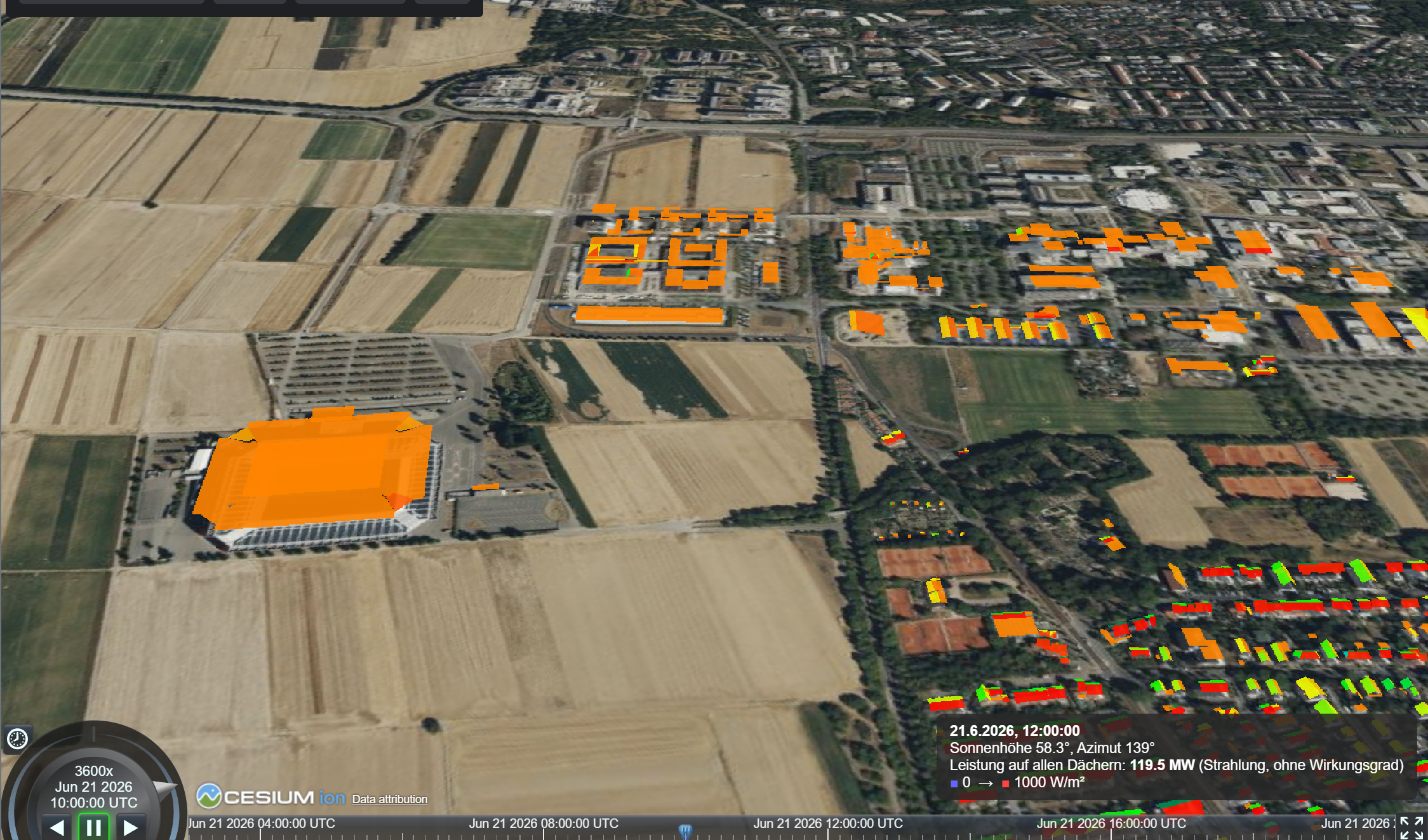 21.6.2026, 12:00:00
Sonnenhöhe 58.3°, Azimut 139°
Leistung auf allen Dächern: 119.5 MW (Strahlung, ohne Wirkungsgrad)
0 → 1000 W/m²
3600x
Jun 21 2026
10:00:00 UTC
CESIUM ion Data attribution
Jun 21 2026 04:00:00 UTC
Jun 21 2026 08:00:00 UTC
Jun 21 2026 12:00:00 UTC
Jun 21 2026 16:00:00 UTC
Jun 21 2026